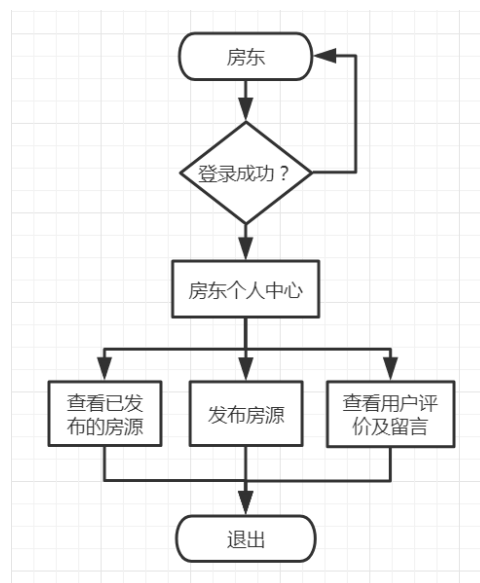 房东
登录成功？
房东个人中心
查看已发
布的房源
发布房源
查看用户评
价及留言
退出